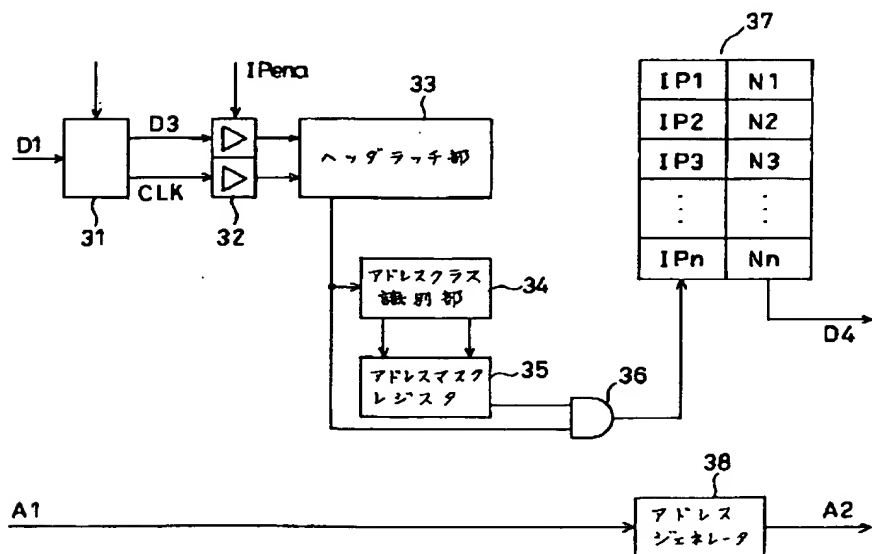 37
IPena
33
IP1 N1
D1
D3
ヘッダラッチ部
IP2 N2
CLK
IP3 N3
31
32
⋮ ⋮
アドレスクラス
識別部
34
IPn Nn
D4
アドレスマスク
レジスタ
35
36
38
A1
アドレス
ジェネレータ
A2